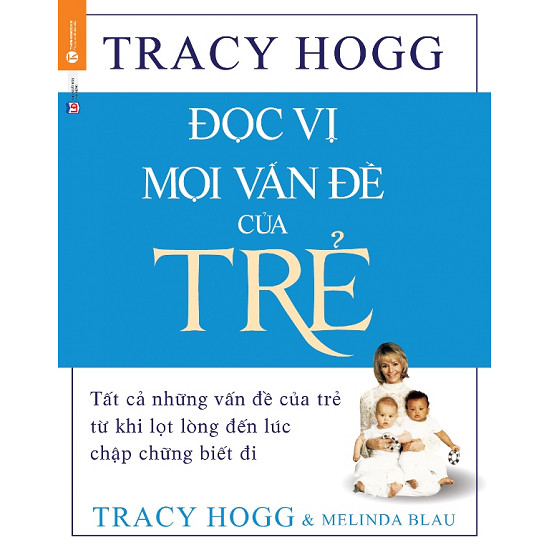 TRACY HOGG
ĐỌC VỊ
MỌI VẤN ĐỀ
CỦA
TRẺ
Tất cả những vấn đề của trẻ
từ khi lọt lòng đến lúc
chập chững biết đi
TRACY HOGG & MELINDA BLAU